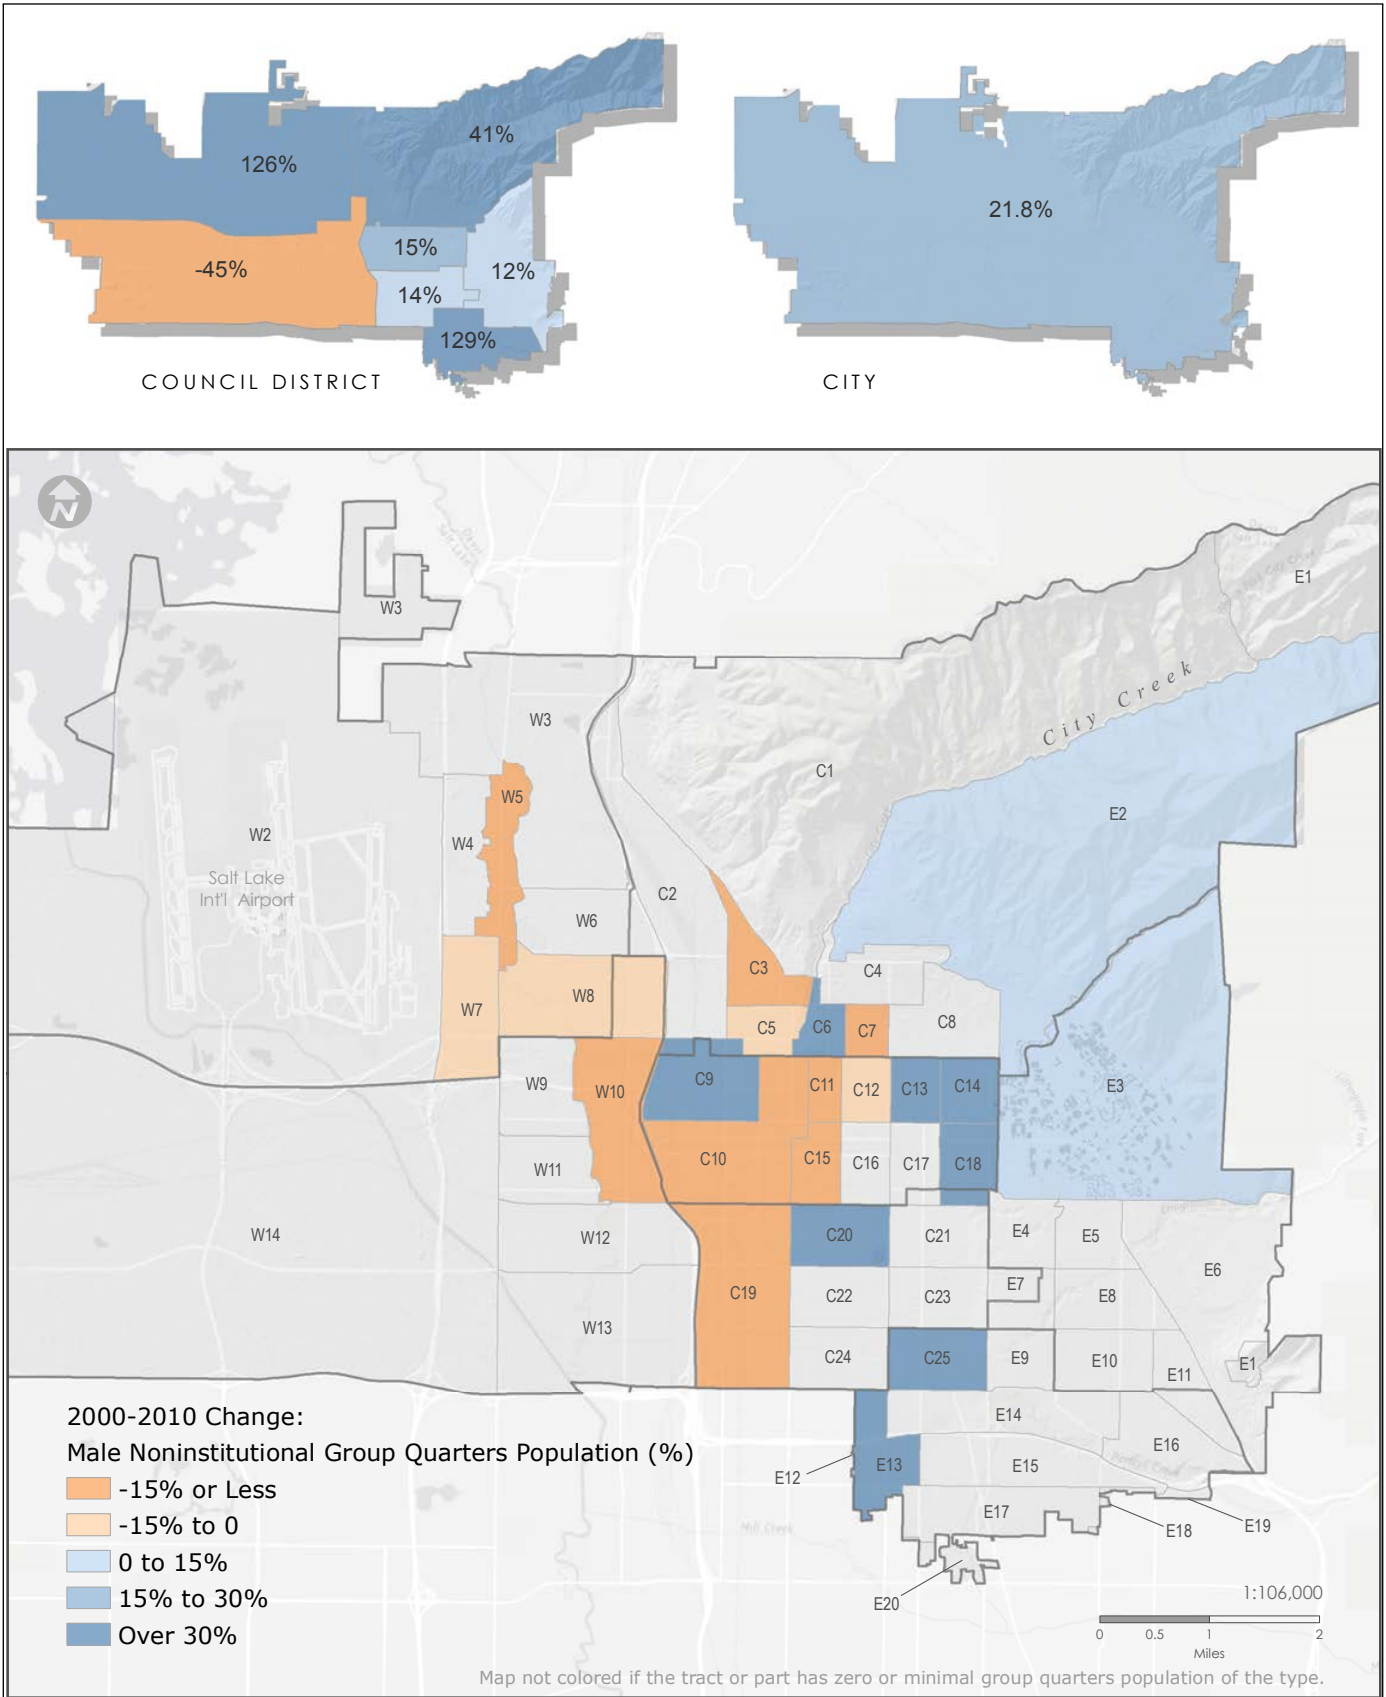 41%
126%
15%
-45%
12%
14%
129%
COUNCIL DISTRICT
21.8%
CITY
N
W3
E1
City Creek
W3
C1
W5
E2
W2
W4
Salt Lake
Int'l Airport
C2
W6
C3
C4
W8
W7
C5
C6
C7
C8
C9
W9
W10
C11
C12
C13
C14
E3
C10
C15
C16
C17
C18
W11
W14
W12
C20
C21
E4
E5
E6
C19
C22
C23
E7
E8
W13
C24
C25
E9
E10
E11
E1
2000-2010 Change:
Male Noninstitutional Group Quarters Population (%)
-15% or Less
-15% to 0
0 to 15%
15% to 30%
Over 30%
E14
E16
E12
E13
E15
E17
E18
E19
Mill Creek
E20
1:106,000
0 0.5 1 2
Miles
Map not colored if the tract or part has zero or minimal group quarters population of the type.